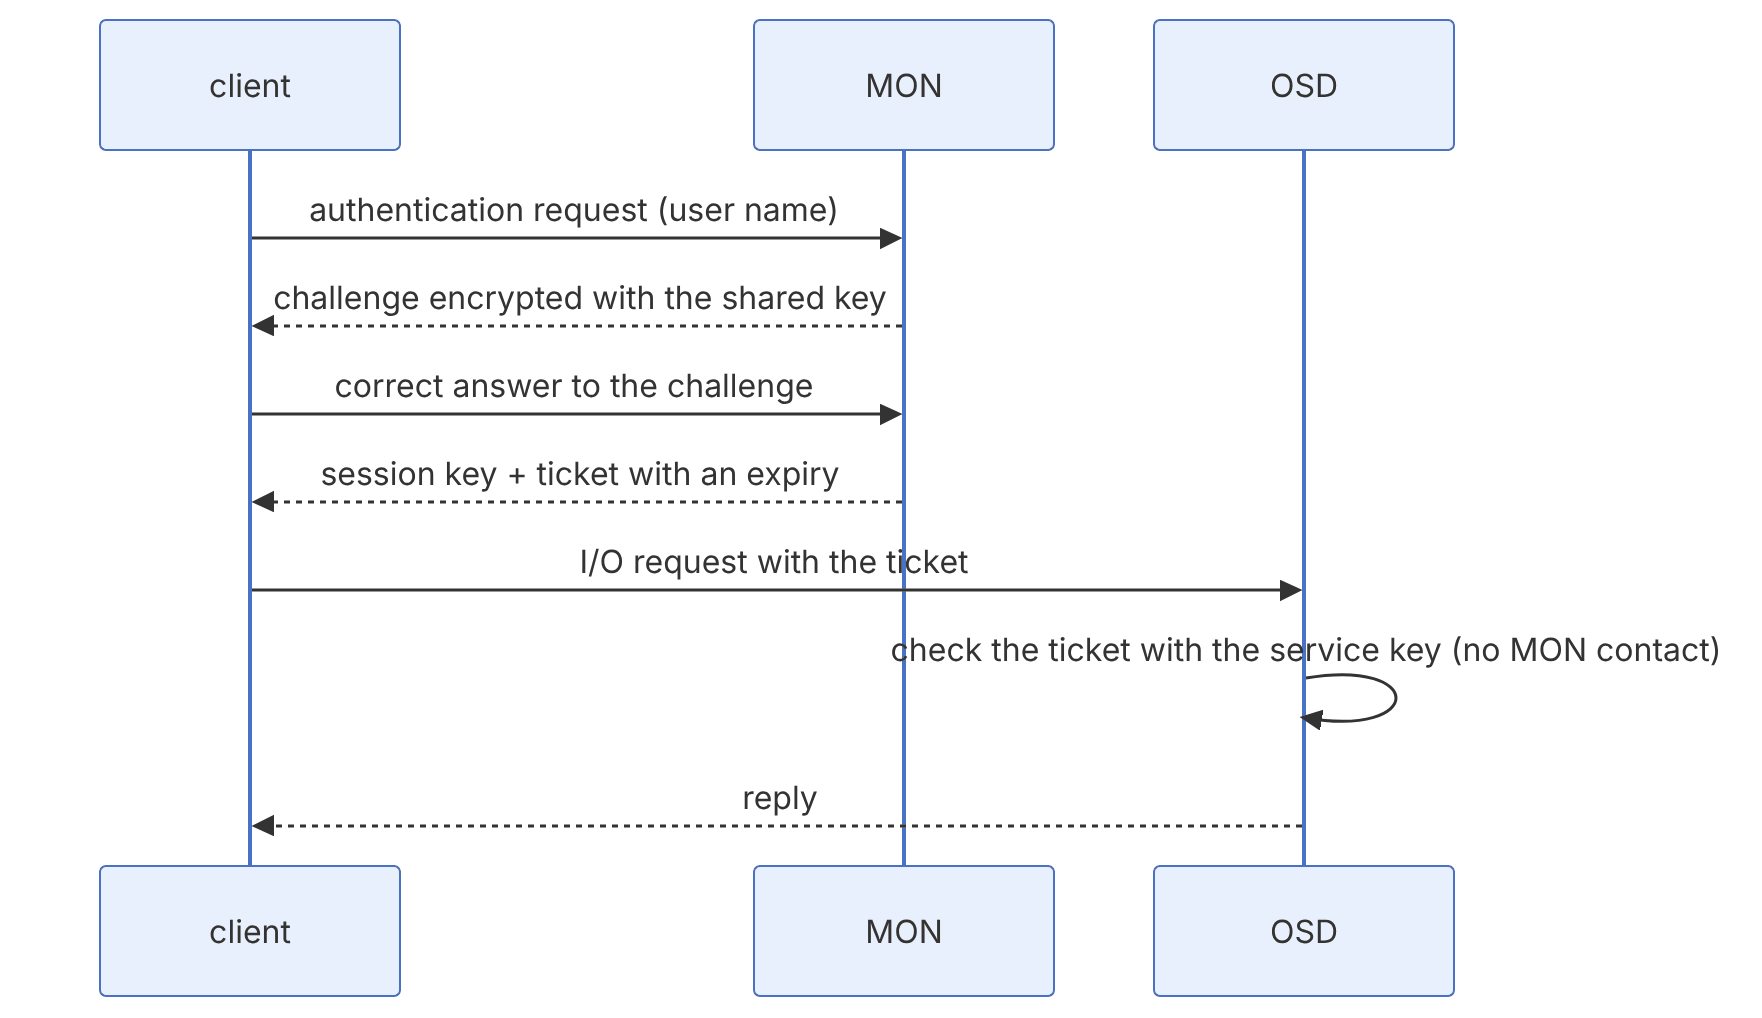 client
MON
OSD
authentication request (user name)
challenge encrypted with the shared key
correct answer to the challenge
session key + ticket with an expiry
I/O request with the ticket
check the ticket with the service key (no MON contact)
reply
client
MON
OSD